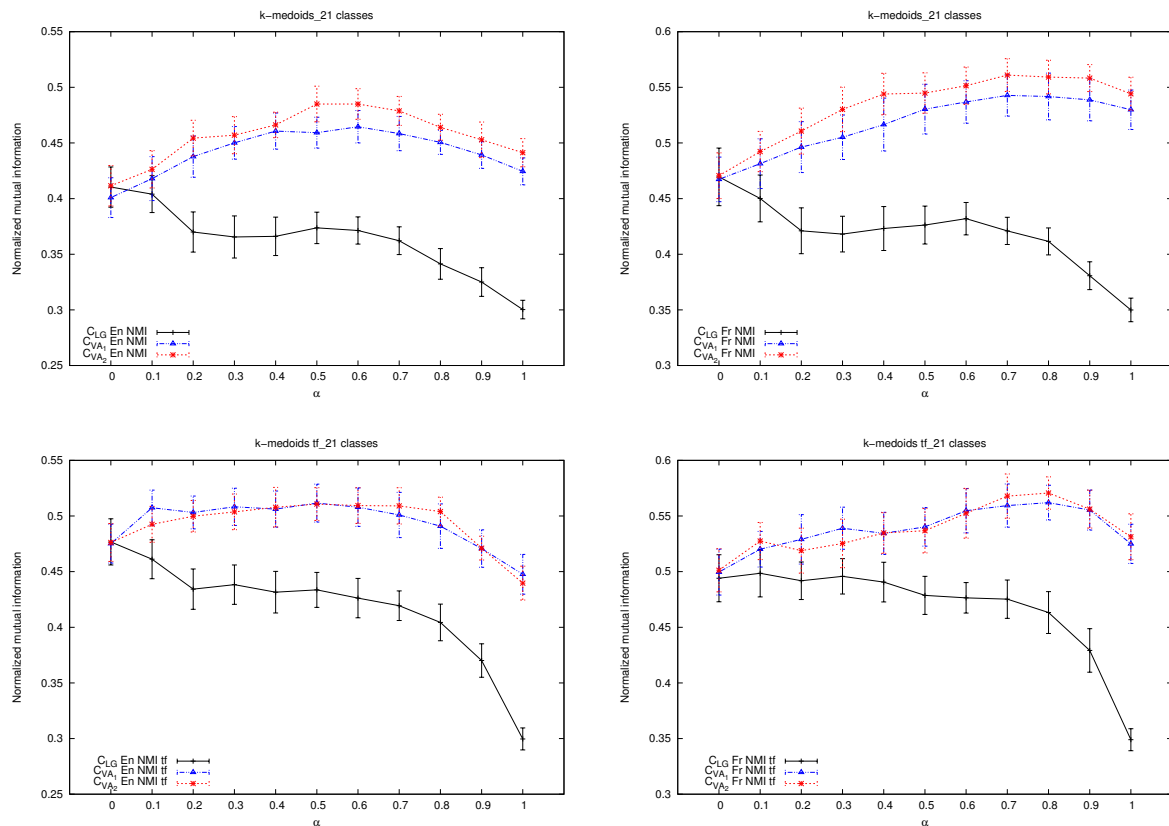 k-medoids_21 classes
0.55
0.5
0.45
0.4
0.35
0.3
0.25
Normalized mutual information
C_LG En NMI
C_VA1 En NMI
C_VA2 En NMI
0 0.1 0.2 0.3 0.4 0.5 0.6 0.7 0.8 0.9 1
α
k-medoids_21 classes
0.6
0.55
0.5
0.45
0.4
0.35
0.3
Normalized mutual information
C_LG Fr NMI
C_VA1 Fr NMI
C_VA2 Fr NMI
0 0.1 0.2 0.3 0.4 0.5 0.6 0.7 0.8 0.9 1
α
k-medoids tf_21 classes
0.55
0.5
0.45
0.4
0.35
0.3
0.25
Normalized mutual information
C_LG En NMI tf
C_VA1 En NMI tf
C_VA2 En NMI tf
0 0.1 0.2 0.3 0.4 0.5 0.6 0.7 0.8 0.9 1
α
k-medoids tf_21 classes
0.6
0.55
0.5
0.45
0.4
0.35
0.3
Normalized mutual information
C_LG Fr NMI tf
C_VA1 Fr NMI tf
C_VA2 Fr NMI tf
0 0.1 0.2 0.3 0.4 0.5 0.6 0.7 0.8 0.9 1
α